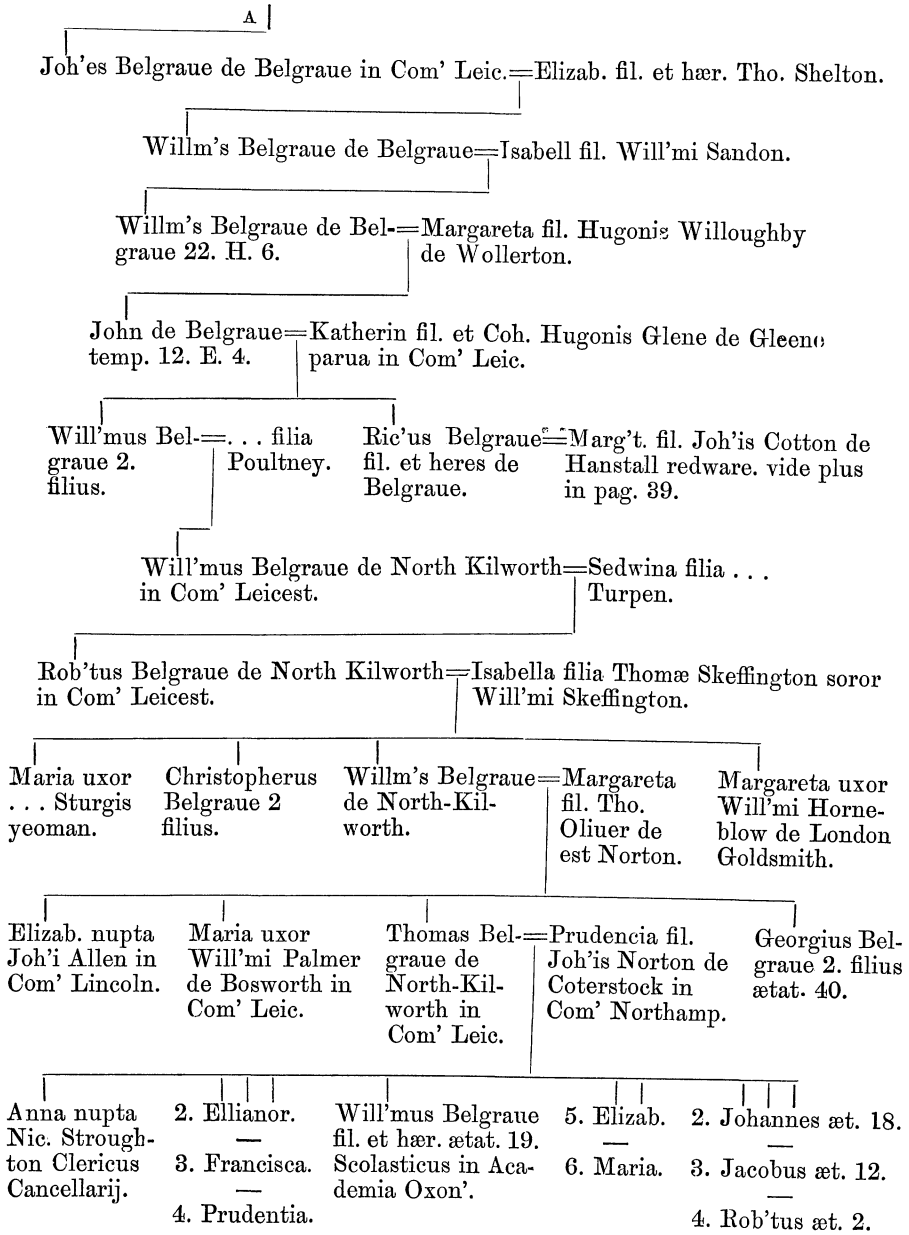 A
Joh'es Belgraue de Belgraue in Com' Leic.=Elizab. fil. et hær. Tho. Shelton.
Willm's Belgraue de Belgraue=Isabell fil. Will'mi Sandon.
Willm's Belgraue de Bel-=Margareta fil. Hugonis Willoughby
graue 22. H. 6. de Wollerton.
John de Belgraue=Katherin fil. et Coh. Hugonis Glene de Gleene
temp. 12. E. 4. parua in Com' Leic.
Will'mus Bel-=. . . filia
graue 2. Poultney.
filius.
Ric'us Belgraue=Marg't. fil. Joh'is Cotton de
fil. et heres de Hanstall redware. vide plus
Belgraue. in pag. 39.
Will'mus Belgraue de North Kilworth=Sedwina filia . . .
in Com' Leicest. Turpen.
Rob'tus Belgraue de North Kilworth=Isabella filia Thomæ Skeffington soror
in Com' Leicest. Will'mi Skeffington.
Maria uxor
. . . Sturgis
yeoman.
Christopherus
Belgraue 2
filius.
Willm's Belgraue=
de North-Kil-
worth.
Margareta
fil. Tho.
Oliuer de
est Norton.
Margareta uxor
Will'mi Horne-
blow de London
Goldsmith.
Elizab. nupta
Joh'i Allen in
Com' Lincoln.
Maria uxor
Will'mi Palmer
de Bosworth in
Com' Leic.
Thomas Bel-=
graue de
North-Kil-
worth in
Com' Leic.
Prudencia fil.
Joh'is Norton de
Coterstock in
Com' Northamp.
Georgius Bel-
graue 2. filius
ætat. 40.
Anna nupta
Nic. Strough-
ton Clericus
Cancellarij.
2. Ellianor.
—
3. Francisca.
—
4. Prudentia.
Will'mus Belgraue
fil. et hær. ætat. 19.
Scolasticus in Aca-
demia Oxon'.
5. Elizab.
—
6. Maria.
2. Johannes æt. 18.
—
3. Jacobus æt. 12.
—
4. Rob'tus æt. 2.